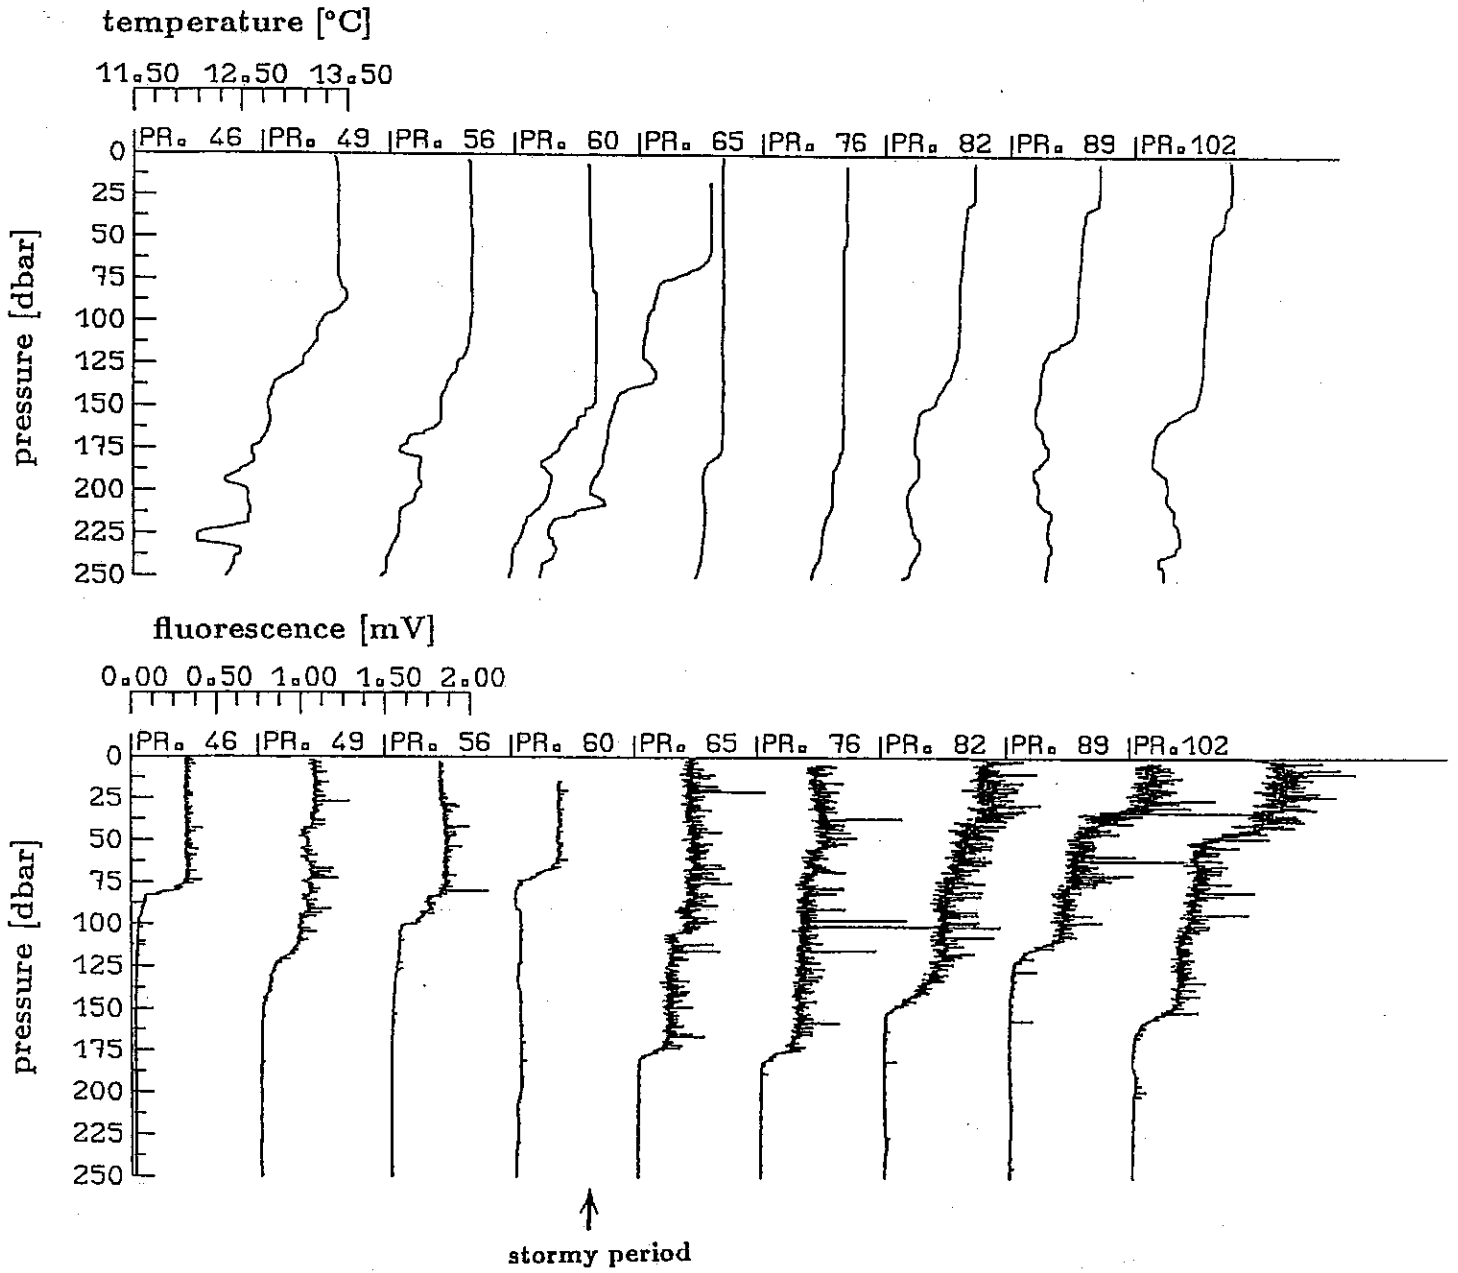 temperature [°C]
11.50 12.50 13.50
|PR. 46 |PR. 49 |PR. 56 |PR. 60 |PR. 65 |PR. 76 |PR. 82 |PR. 89 |PR. 102
0
25
50
75
100
125
150
175
200
225
250
pressure [dbar]
fluorescence [mV]
0.00 0.50 1.00 1.50 2.00
|PR. 46 |PR. 49 |PR. 56 |PR. 60 |PR. 65 |PR. 76 |PR. 82 |PR. 89 |PR. 102
0
25
50
75
100
125
150
175
200
225
250
pressure [dbar]
stormy period